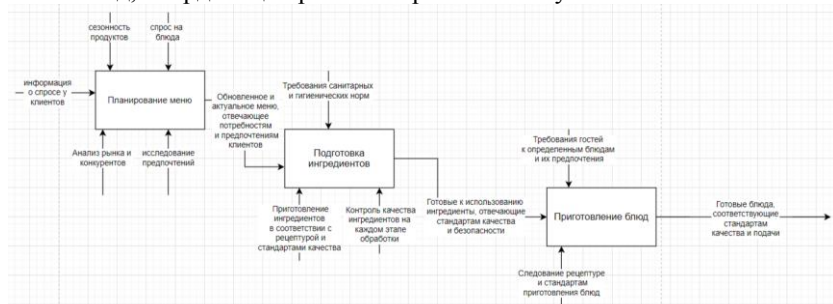 сезонность
продуктов
спрос на
блюда
информация
о спросе у
клиентов
Планирование меню
Анализ рынка и
конкурентов
исследование
предпочтений
Обновленное и
актуальное меню,
отвечающее
потребностям
и предпочтениям
клиентов
Требования санитарных
и гигиенических норм
Подготовка
ингредиентов
Приготовление
ингредиентов
в соответствии с
рецептурой и
стандартами качества
Контроль качества
ингредиентов на
каждом этапе
обработки
Готовые к использованию
ингредиенты, отвечающие
стандартам качества
и безопасности
Требования гостей
к определенным блюдам
и их предпочтения
Приготовление блюд
Следование рецептуре
и стандартам
приготовления блюд
Готовые блюда,
соответствующие
стандартам
качества и подачи